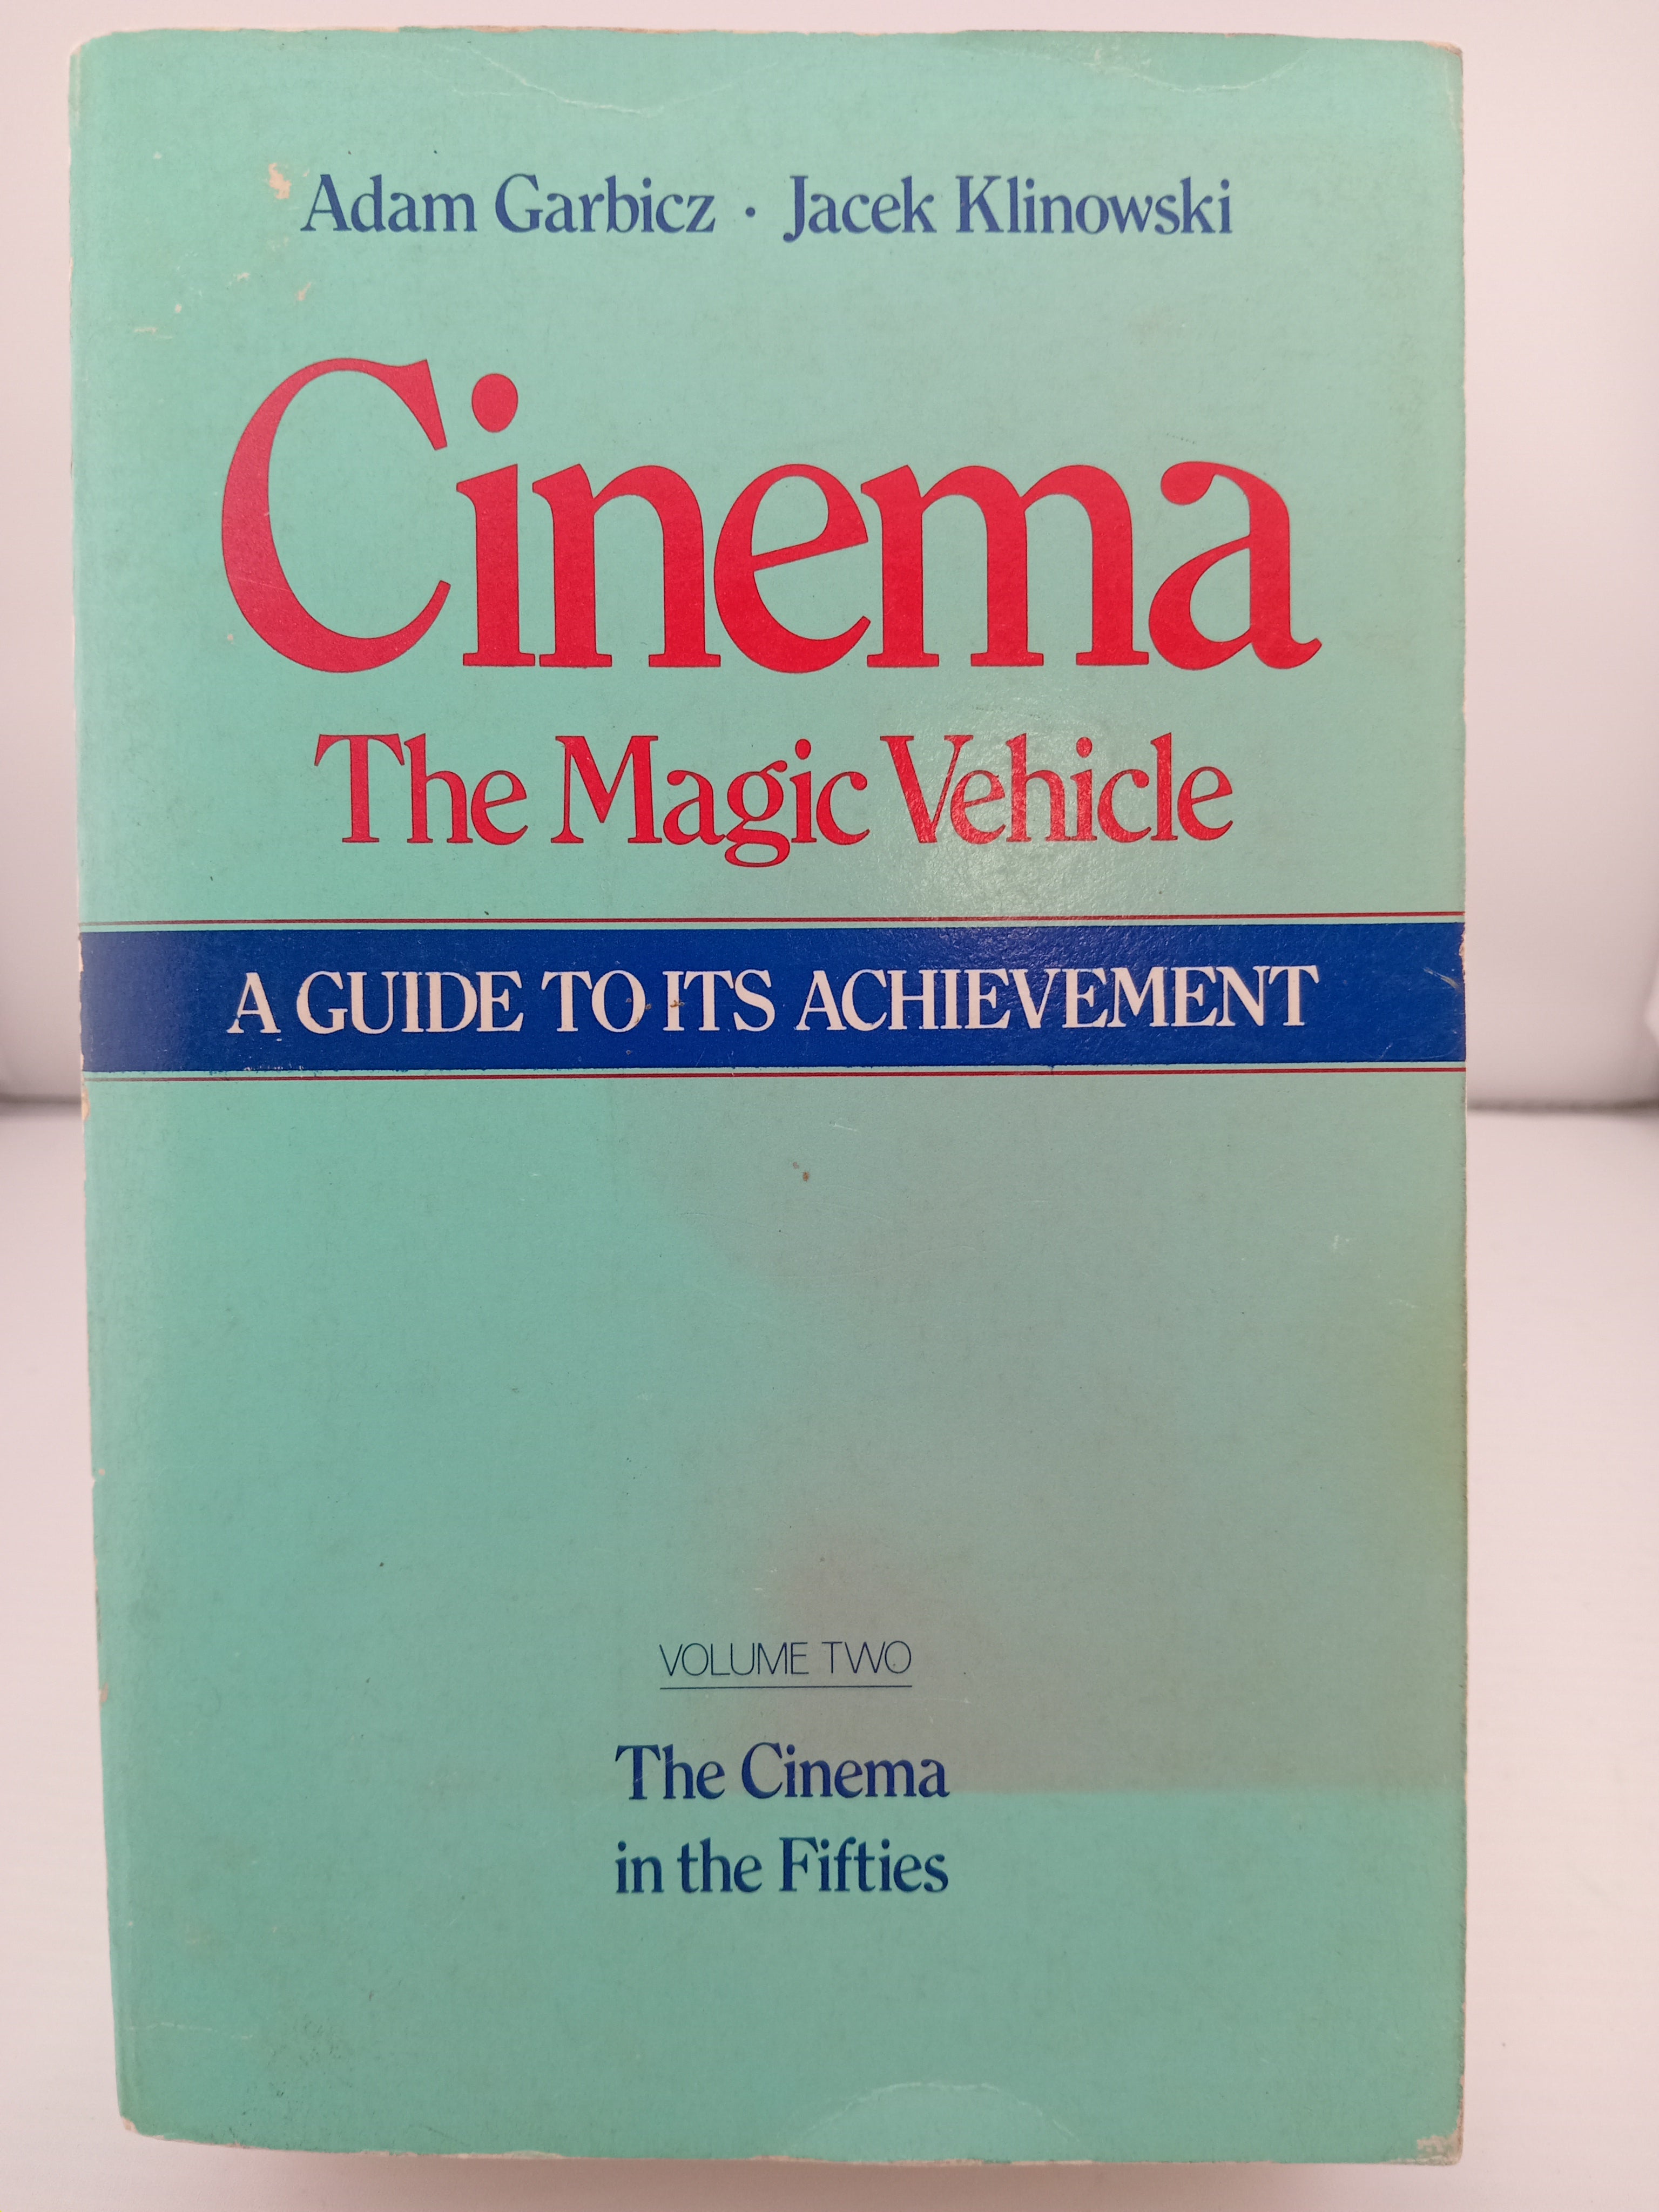 Adam Garbicz · Jacek Klinowski
Cinema
The Magic Vehicle
A GUIDE TO ITS ACHIEVEMENT
VOLUME TWO
The Cinema
in the Fifties